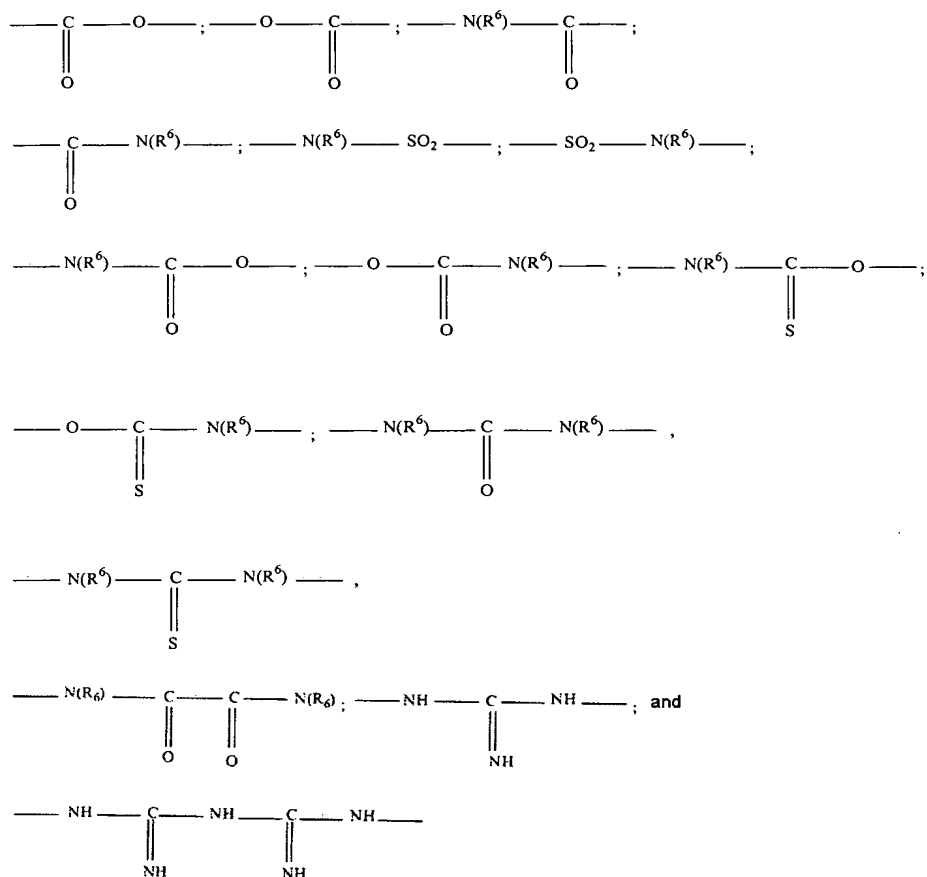 — C — O — ; — O — C — ; — N(R⁶) — C — ;
O O O
— C — N(R⁶) — ; — N(R⁶) — SO₂ — ; — SO₂ — N(R⁶) — ;
O
— N(R⁶) — C — O — ; — O — C — N(R⁶) — ; — N(R⁶) — C — O — ;
O O S
— O — C — N(R⁶) — ; — N(R⁶) — C — N(R⁶) — ,
S O
— N(R⁶) — C — N(R⁶) — ,
S
— N(R₆) — C — C — N(R₆) ; — NH — C — NH — ; and
O O NH
— NH — C — NH — C — NH —
NH NH